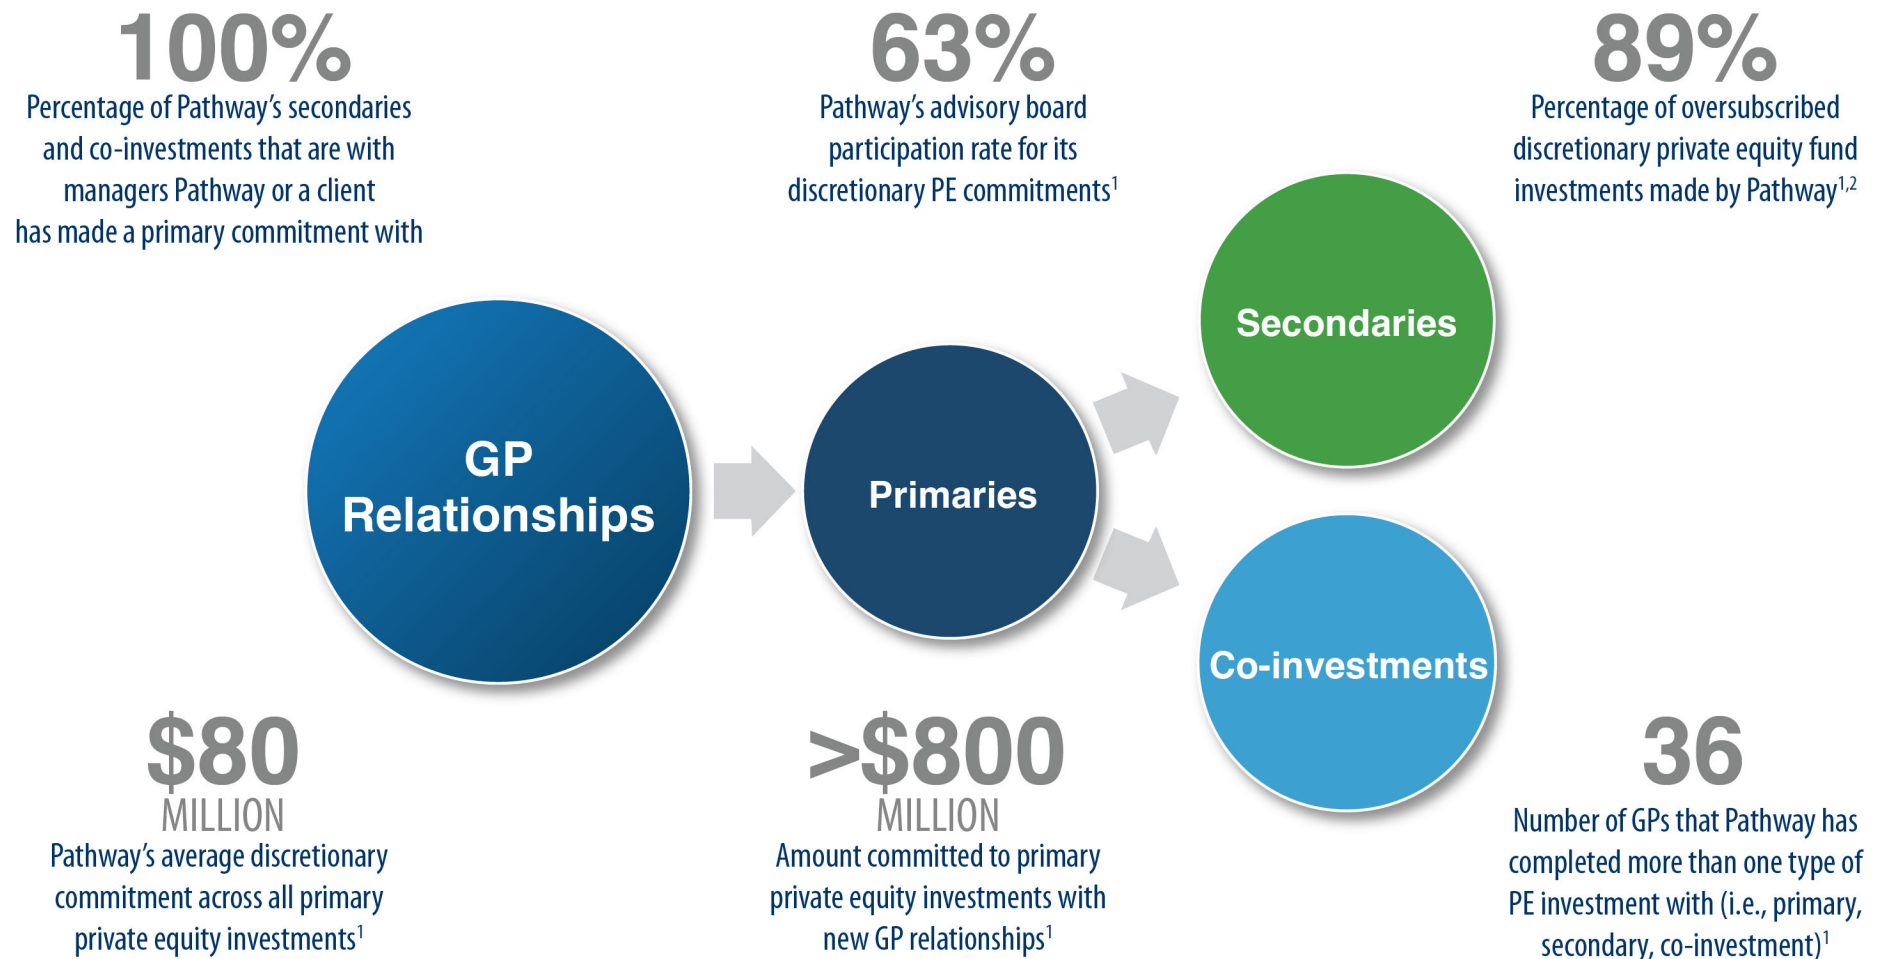 100%
Percentage of Pathway’s secondaries
and co-investments that are with
managers Pathway or a client
has made a primary commitment with
63%
Pathway’s advisory board
participation rate for its
discretionary PE commitments¹
89%
Percentage of oversubscribed
discretionary private equity fund
investments made by Pathway¹,²
GP
Relationships
Primaries
Secondaries
Co-investments
$80
MILLION
Pathway’s average discretionary
commitment across all primary
private equity investments¹
>$800
MILLION
Amount committed to primary
private equity investments with
new GP relationships¹
36
Number of GPs that Pathway has
completed more than one type of
PE investment with (i.e., primary,
secondary, co-investment)¹